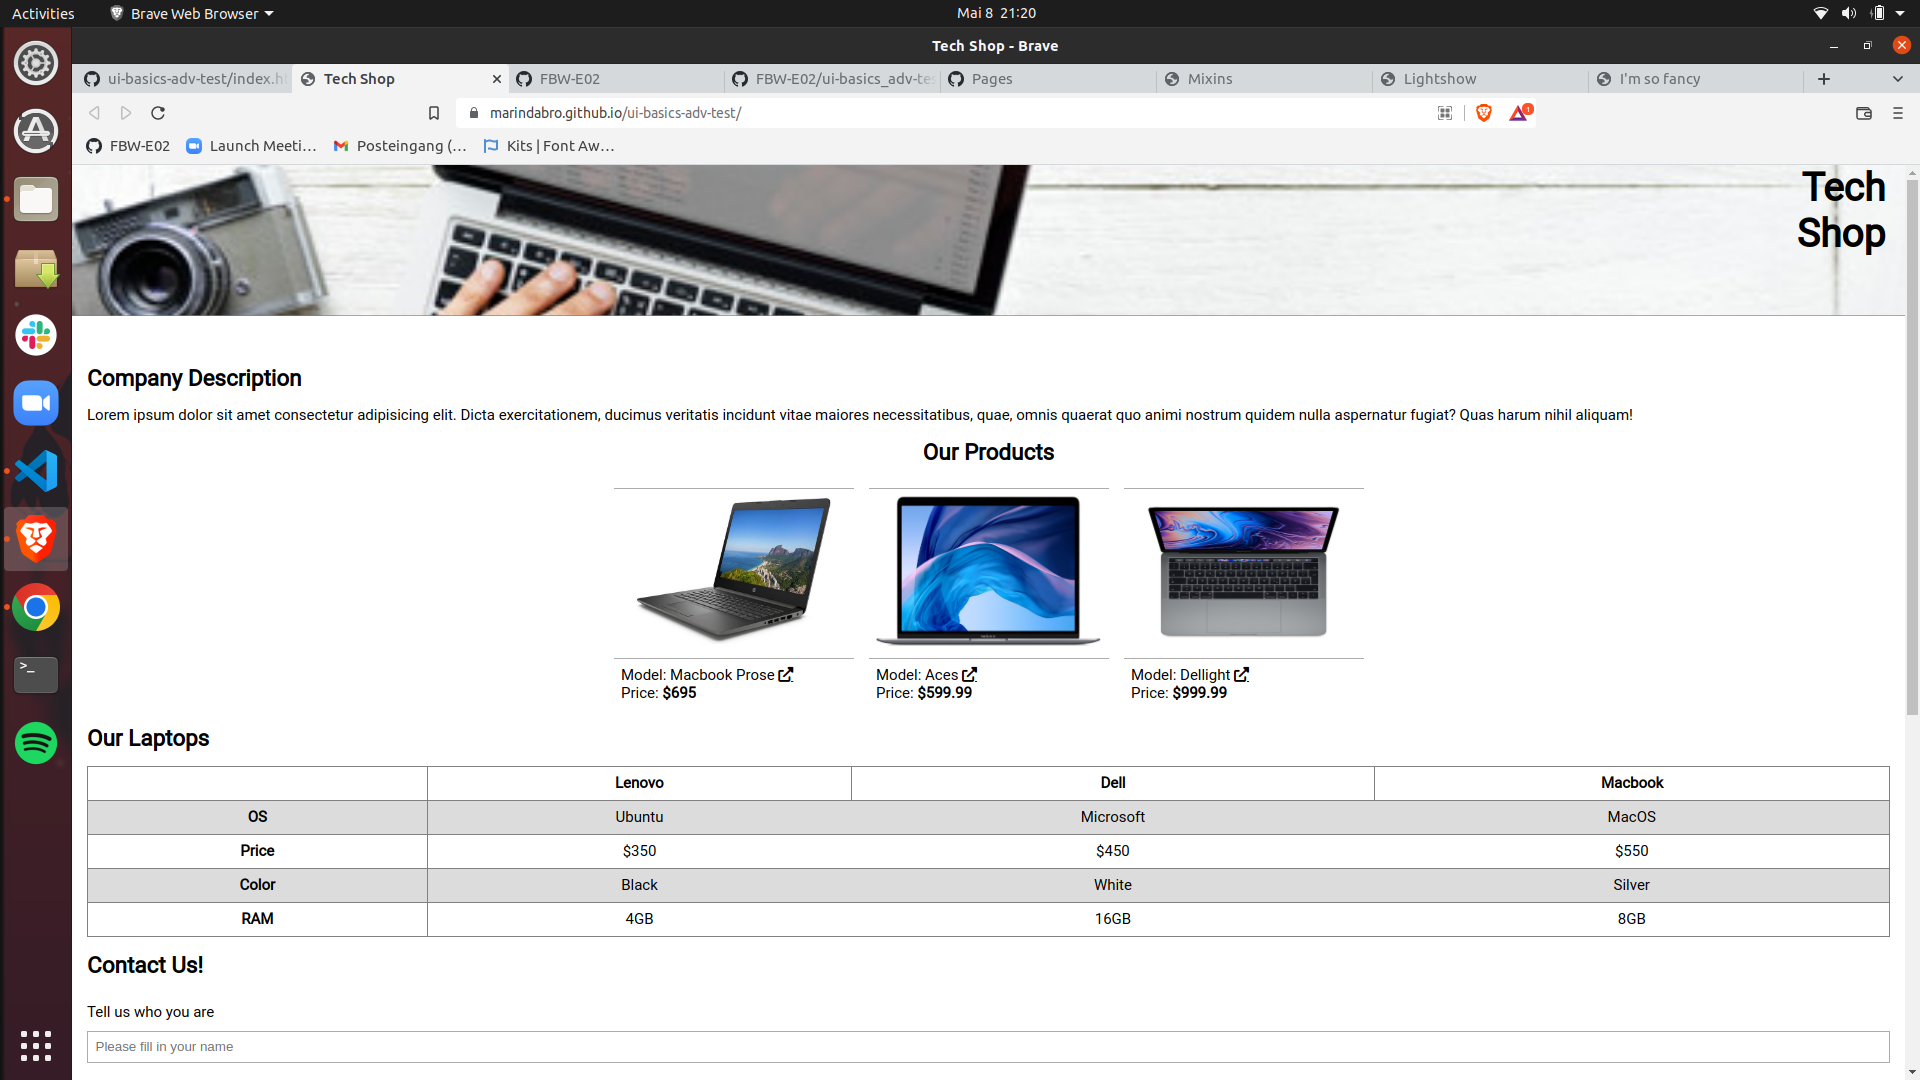 Activities
Brave Web Browser
Mai 8 21:20
Tech Shop - Brave
ui-basics-adv-test/index.h
Tech Shop
FBW-E02
FBW-E02/ui-basics_adv-te
Pages
Mixins
Lightshow
I'm so fancy
marindabro.github.io/ui-basics-adv-test/
1
FBW-E02
Launch Meeti...
Posteingang (...
Kits | Font Aw...
Tech
Shop
Company Description
Lorem ipsum dolor sit amet consectetur adipisicing elit. Dicta exercitationem, ducimus veritatis incidunt vitae maiores necessitatibus, quae, omnis quaerat quo animi nostrum quidem nulla aspernatur fugiat? Quas harum nihil aliquam!
Our Products
Model: Macbook Prose
Price: $695
Model: Aces
Price: $599.99
Model: Dellight
Price: $999.99
Our Laptops
Lenovo Dell Macbook
OS Ubuntu Microsoft MacOS
Price $350 $450 $550
Color Black White Silver
RAM 4GB 16GB 8GB
Contact Us!
Tell us who you are
Please fill in your name